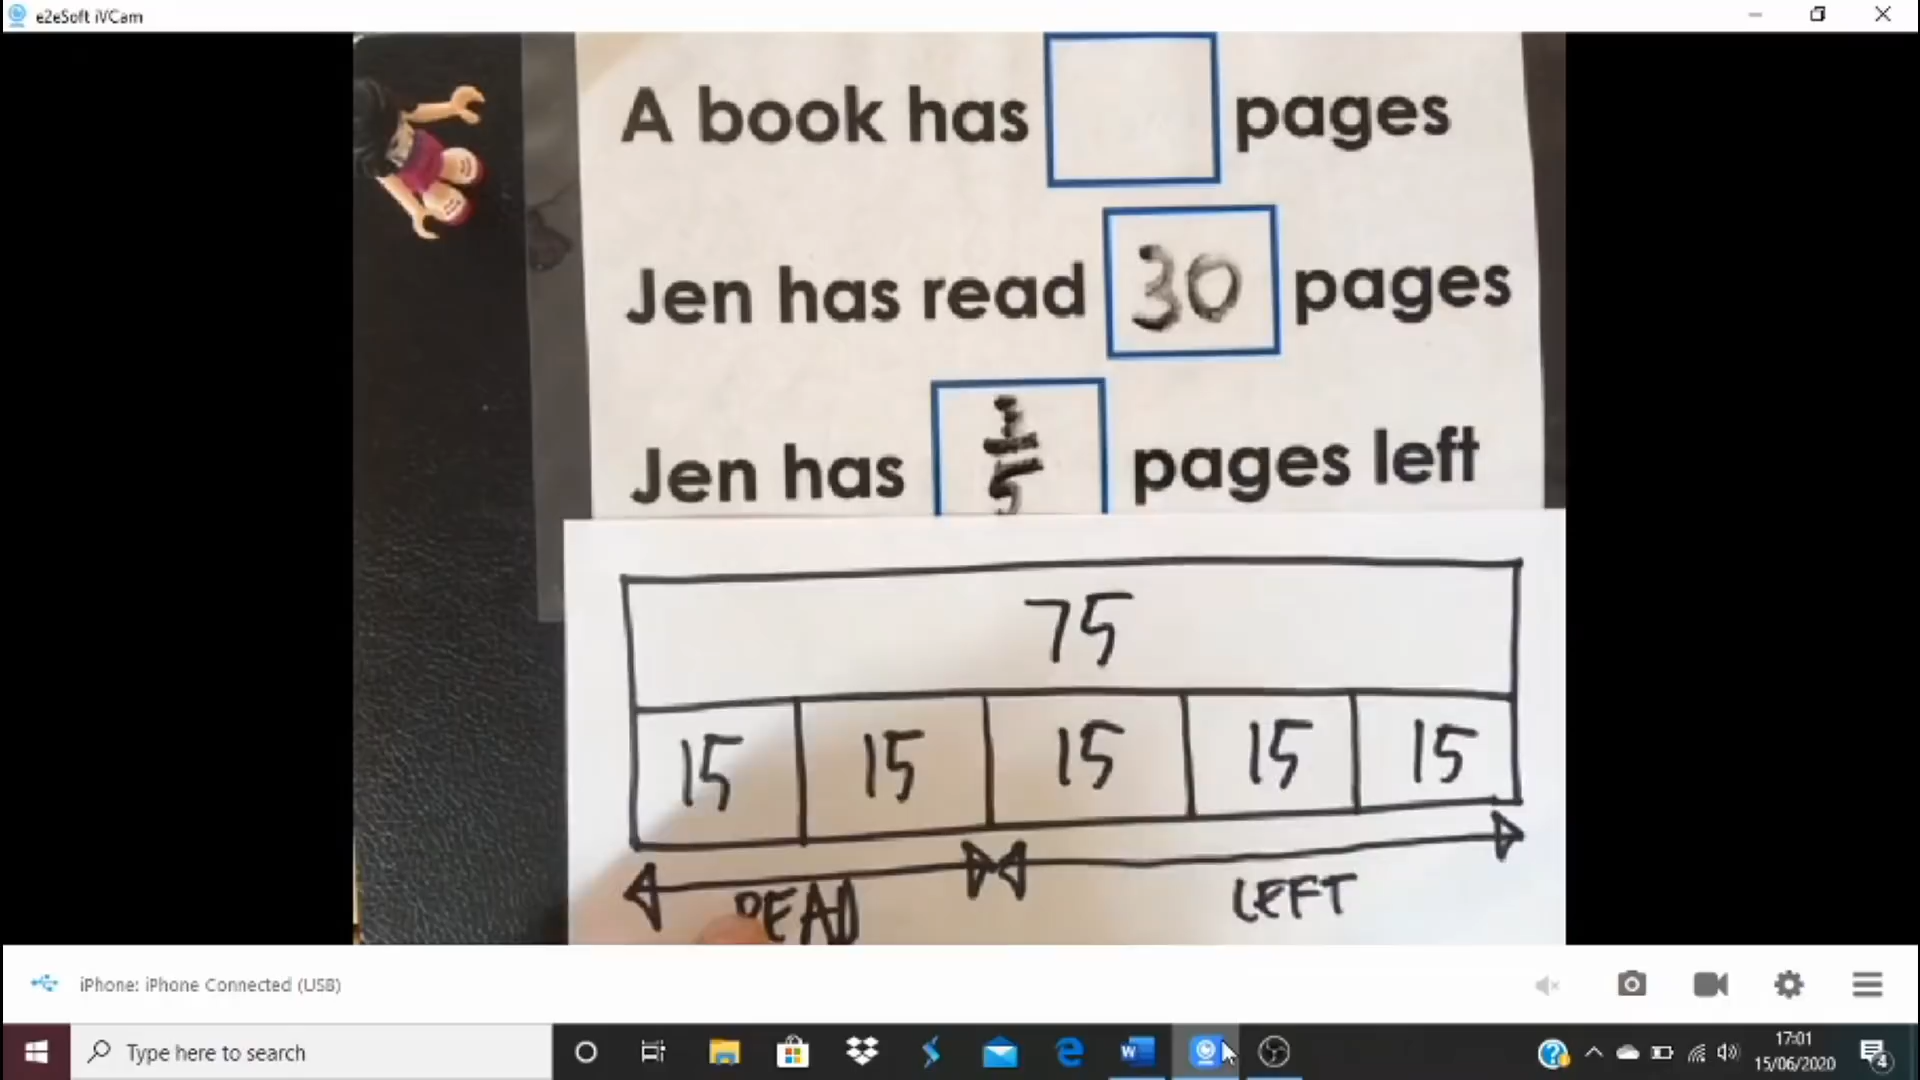 e2eSoft iVCam
A book has pages
Jen has read 30 pages
Jen has 3/5 pages left
75
15 15 15 15 15
READ LEFT
iPhone: iPhone Connected (USB)
Type here to search
17:01
15/06/2020
4